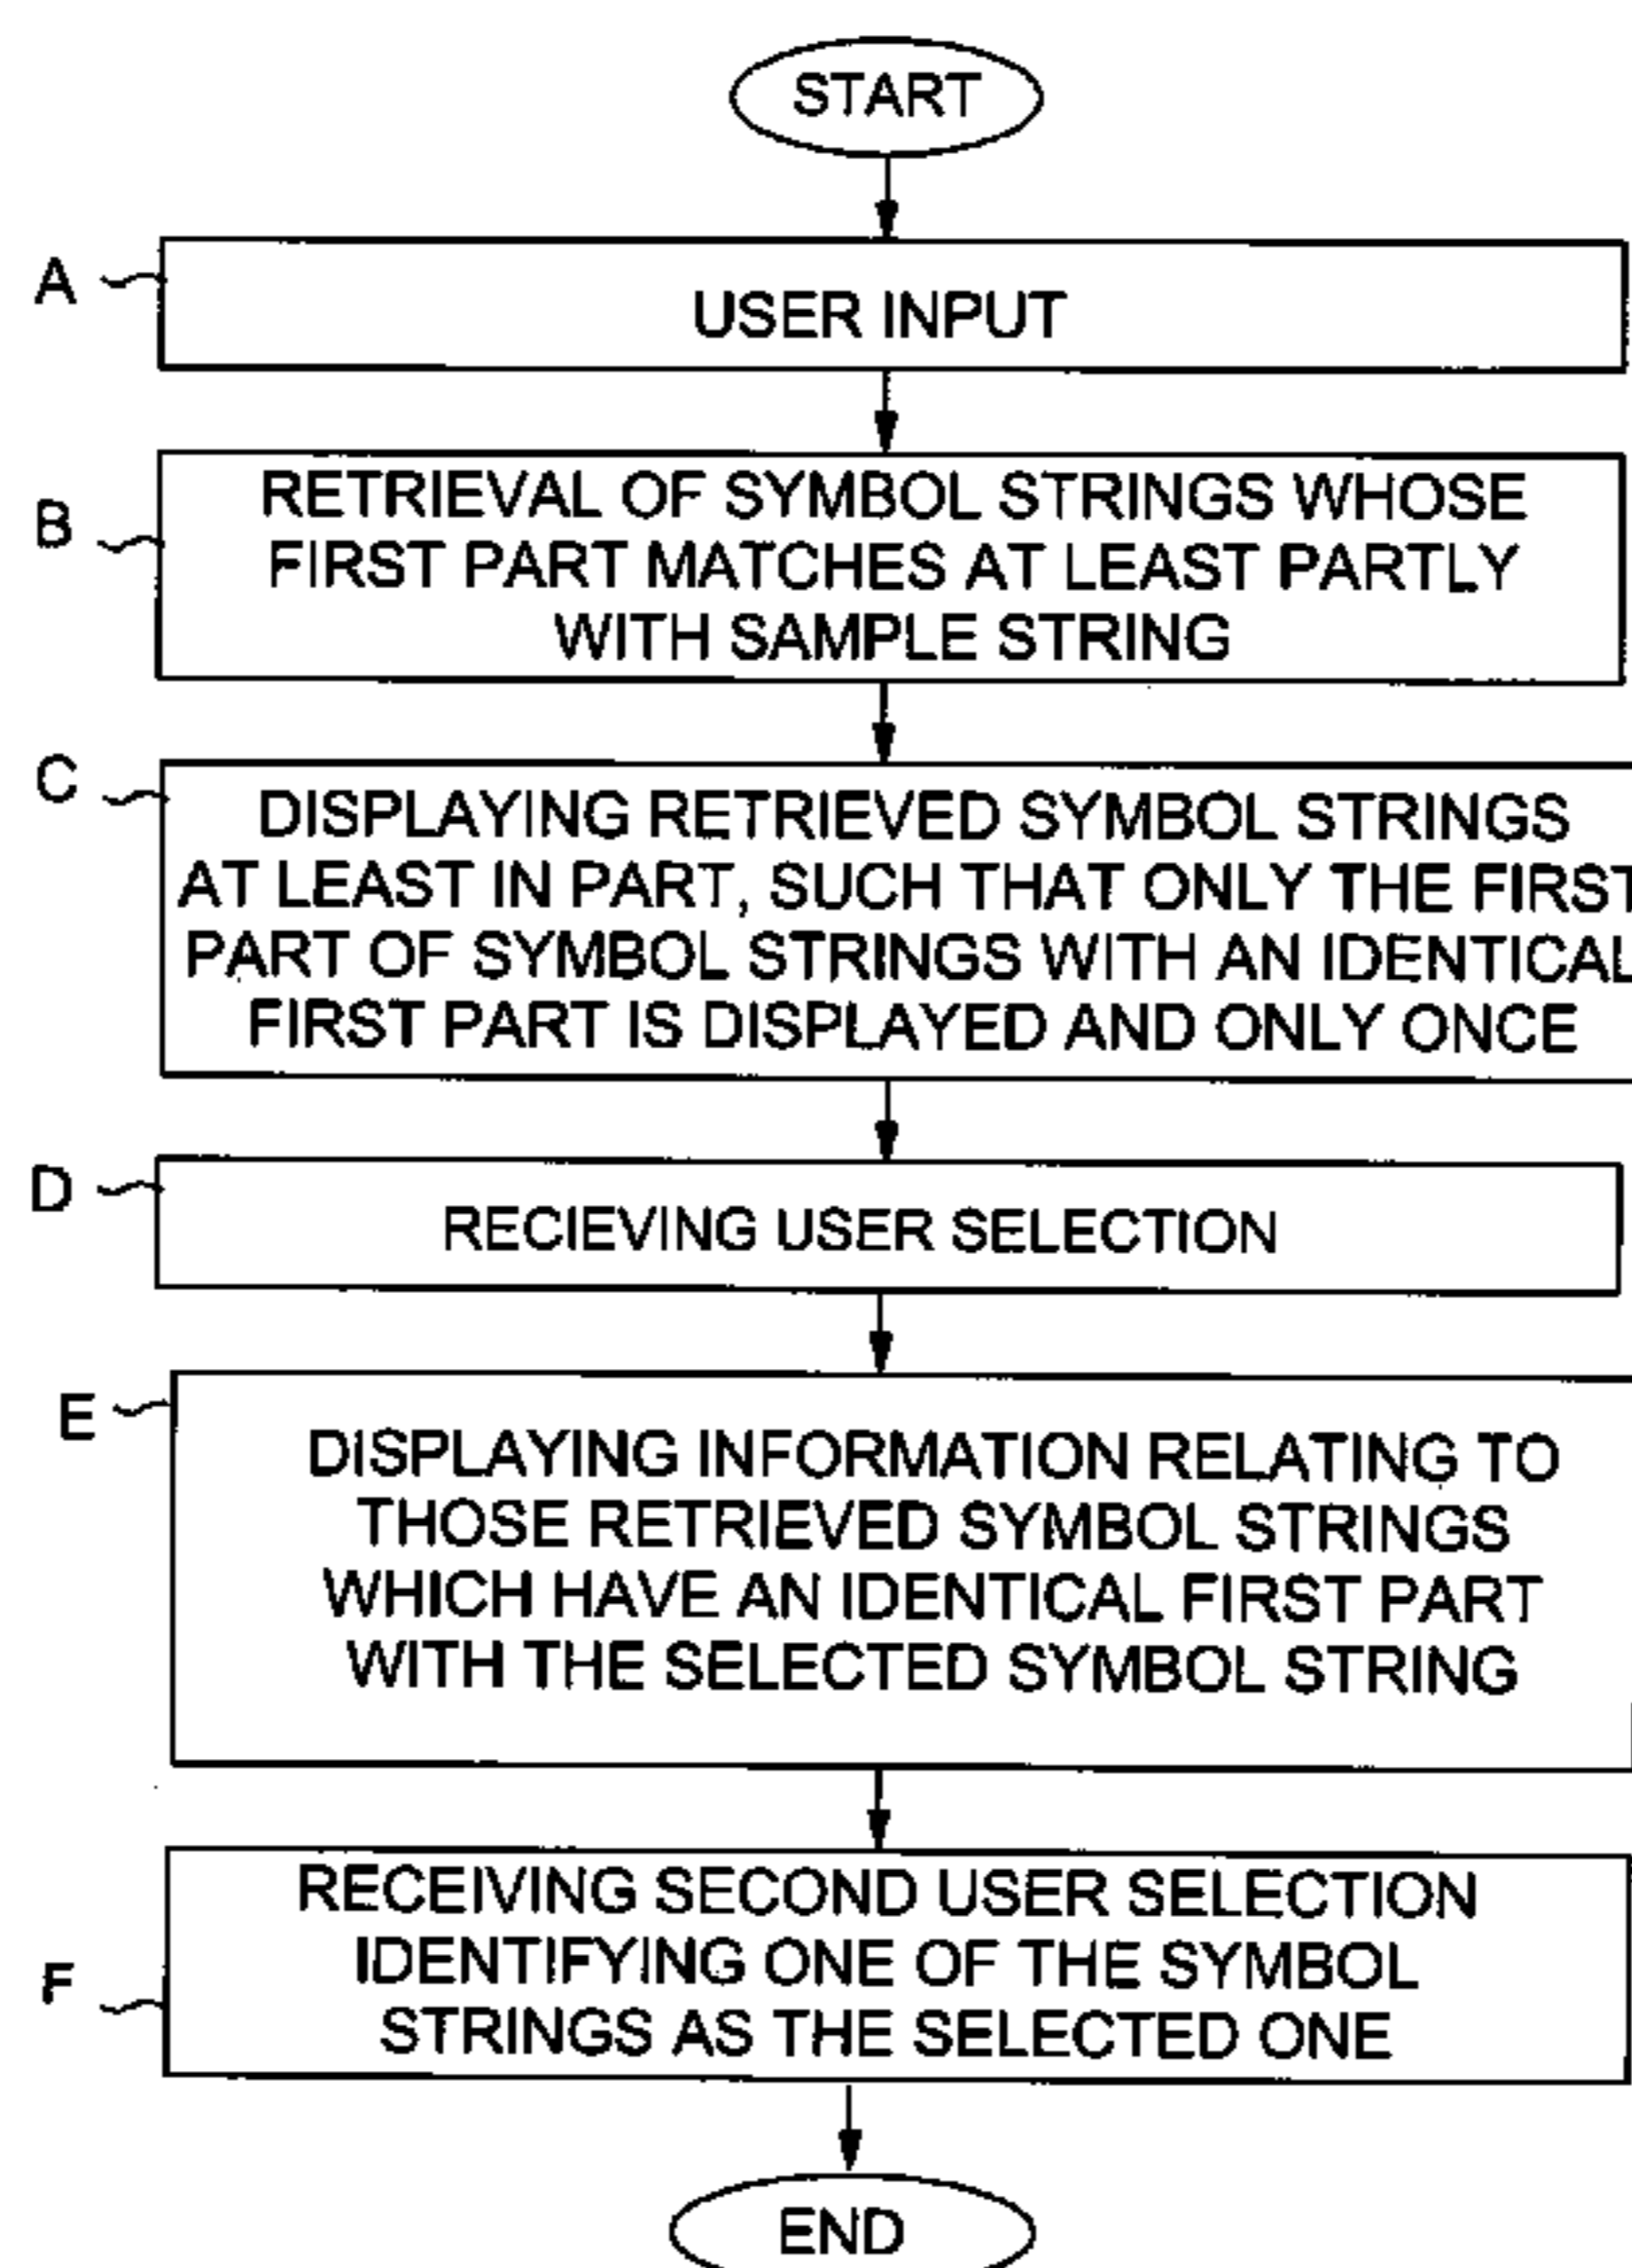 START
A
USER INPUT
B
RETRIEVAL OF SYMBOL STRINGS WHOSE
FIRST PART MATCHES AT LEAST PARTLY
WITH SAMPLE STRING
C
DISPLAYING RETRIEVED SYMBOL STRINGS
AT LEAST IN PART, SUCH THAT ONLY THE FIRST
PART OF SYMBOL STRINGS WITH AN IDENTICAL
FIRST PART IS DISPLAYED AND ONLY ONCE
D
RECIEVING USER SELECTION
E
DISPLAYING INFORMATION RELATING TO
THOSE RETRIEVED SYMBOL STRINGS
WHICH HAVE AN IDENTICAL FIRST PART
WITH THE SELECTED SYMBOL STRING
F
RECEIVING SECOND USER SELECTION
IDENTIFYING ONE OF THE SYMBOL
STRINGS AS THE SELECTED ONE
END